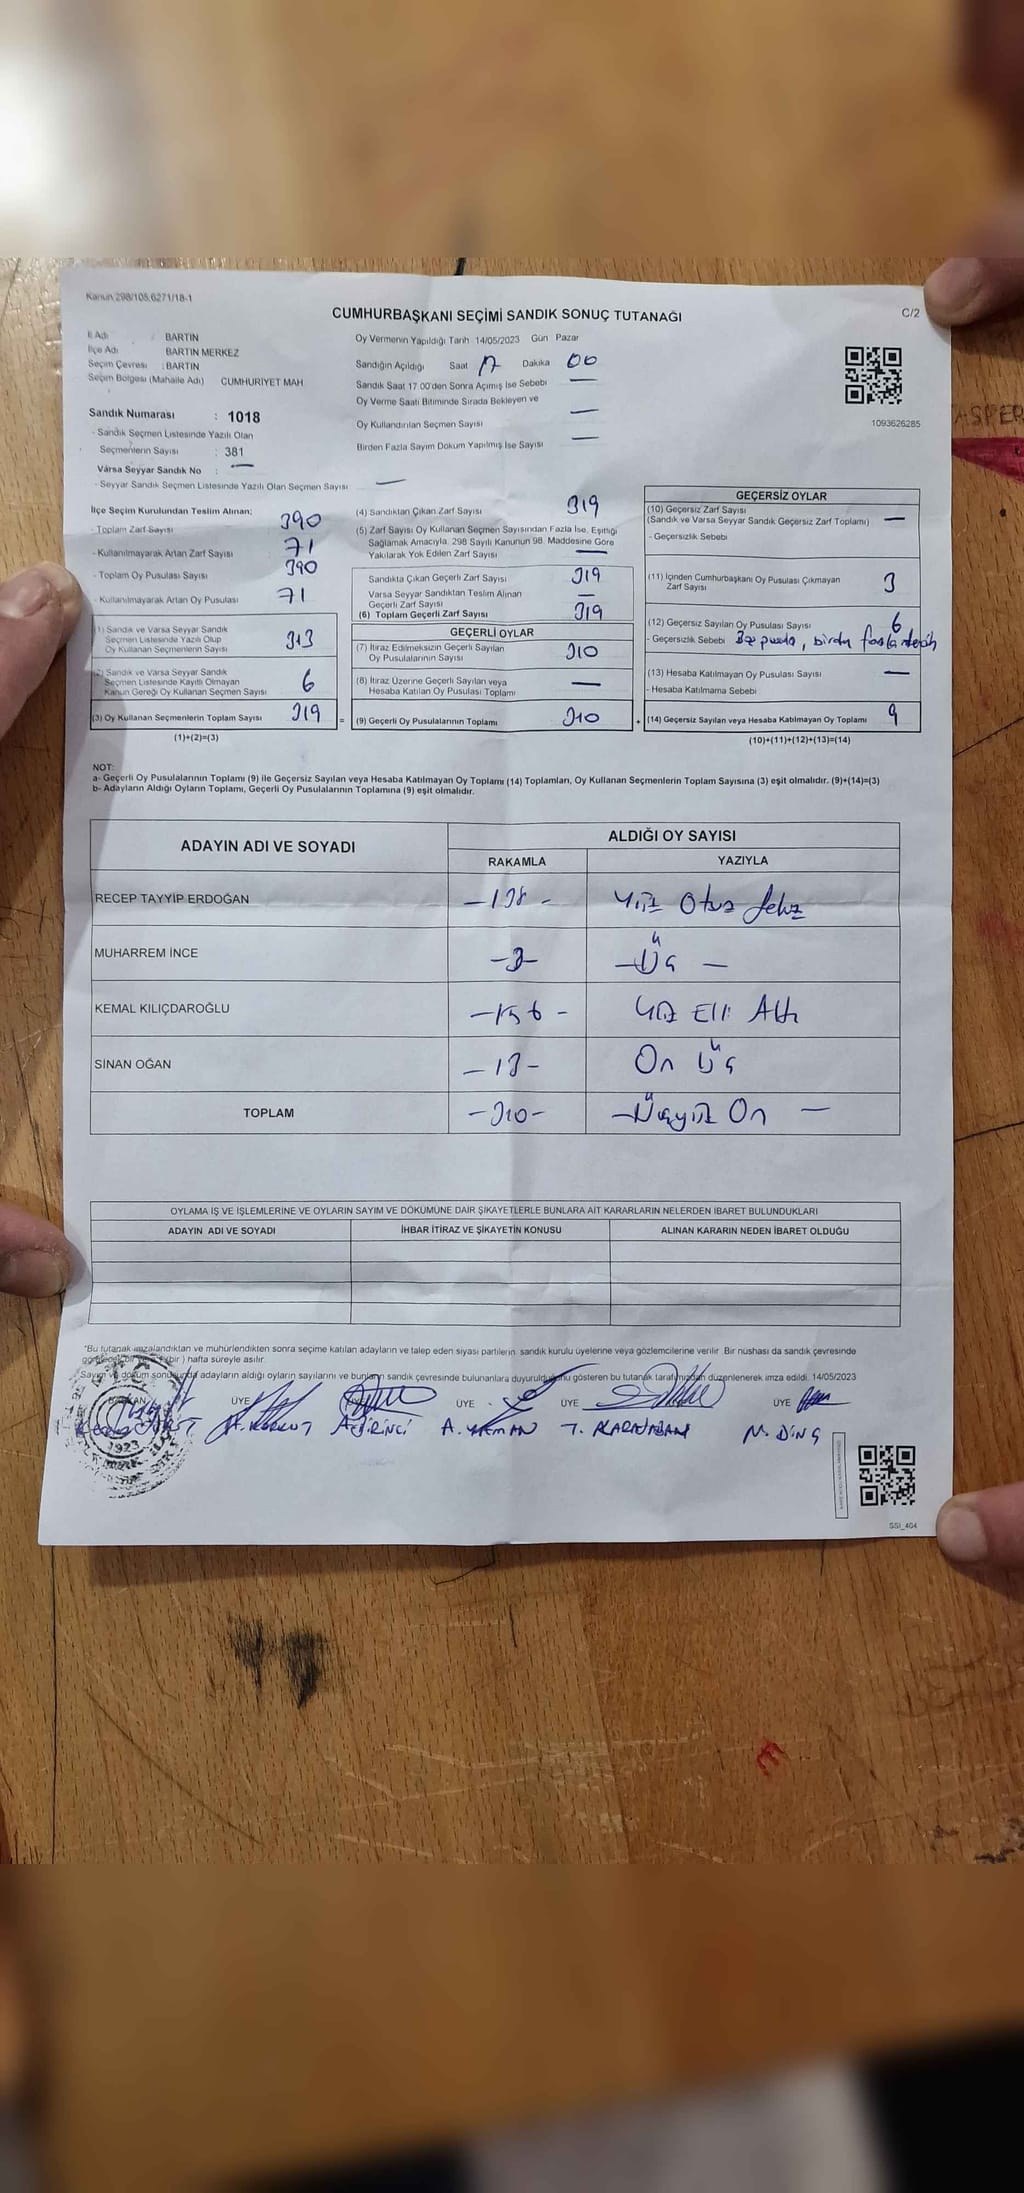 Kanun 298/105,6271/18-1
CUMHURBAŞKANI SEÇİMİ SANDIK SONUÇ TUTANAĞI
C/2
İl Adı : BARTIN
İlçe Adı : BARTIN MERKEZ
Seçim Çevresi : BARTIN
Seçim Bölgesi (Mahalle Adı) CUMHURİYET MAH
Sandık Numarası : 1018
- Sandık Seçmen Listesinde Yazılı Olan
Seçmenlerin Sayısı : 381
Varsa Seyyar Sandık No : —
- Seyyar Sandık Seçmen Listesinde Yazılı Olan Seçmen Sayısı —
Oy Vermenin Yapıldığı Tarih 14/05/2023 Gün Pazar
Sandığın Açıldığı Saat 17 Dakika 00
Sandık Saat 17.00'den Sonra Açımış İse Sebebi —
Oy Verme Saati Bitiminde Sırada Bekleyen ve
Oy Kullandırılan Seçmen Sayısı —
Birden Fazla Sayım Döküm Yapılmış İse Sayısı —
1093626285
ASPER
İlçe Seçim Kurulundan Teslim Alınan;
- Toplam Zarf Sayısı 390
- Kullanılmayarak Artan Zarf Sayısı 71
- Toplam Oy Pusulası Sayısı 390
- Kullanılmayarak Artan Oy Pusulası 71
(1) Sandık ve Varsa Seyyar Sandık
Seçmen Listesinde Yazılı Olup
Oy Kullanan Seçmenlerin Sayısı 313
(2) Sandık ve Varsa Seyyar Sandık
Seçmen Listesinde Kayıtlı Olmayan
Kanun Gereği Oy Kullanan Seçmen Sayısı 6
(3) Oy Kullanan Seçmenlerin Toplam Sayısı 319
(1)+(2)=(3)
(4) Sandıktan Çıkan Zarf Sayısı 319
(5) Zarf Sayısı Oy Kullanan Seçmen Sayısından Fazla İse, Eşitliği
Sağlamak Amacıyla, 298 Sayılı Kanunun 98. Maddesine Göre
Yakılarak Yok Edilen Zarf Sayısı —
Sandıkta Çıkan Geçerli Zarf Sayısı 319
Varsa Seyyar Sandıktan Teslim Alınan
Geçerli Zarf Sayısı —
(6) Toplam Geçerli Zarf Sayısı 319
GEÇERLİ OYLAR
(7) İtiraz Edilmeksizin Geçerli Sayılan
Oy Pusulalarının Sayısı 310
(8) İtiraz Üzerine Geçerli Sayılan veya
Hesaba Katılan Oy Pusulası Toplamı —
= (9) Geçerli Oy Pusulalarının Toplamı 310 +
GEÇERSİZ OYLAR
(10) Geçersiz Zarf Sayısı
(Sandık ve Varsa Seyyar Sandık Geçersiz Zarf Toplamı) —
- Geçersizlik Sebebi
(11) İçinden Cumhurbaşkanı Oy Pusulası Çıkmayan
Zarf Sayısı 3
(12) Geçersiz Sayılan Oy Pusulası Sayısı 6
- Geçersizlik Sebebi Boş pusula, birden fazla tercih
(13) Hesaba Katılmayan Oy Pusulası Sayısı —
- Hesaba Katılmama Sebebi
(14) Geçersiz Sayılan veya Hesaba Katılmayan Oy Toplamı 9
(10)+(11)+(12)+(13)=(14)
NOT:
a- Geçerli Oy Pusulalarının Toplamı (9) ile Geçersiz Sayılan veya Hesaba Katılmayan Oy Toplamı (14) Toplamları, Oy Kullanan Seçmenlerin Toplam Sayısına (3) eşit olmalıdır. (9)+(14)=(3)
b- Adayların Aldığı Oyların Toplamı, Geçerli Oy Pusulalarının Toplamına (9) eşit olmalıdır.
ADAYIN ADI VE SOYADI ALDIĞI OY SAYISI
RAKAMLA YAZIYLA
RECEP TAYYİP ERDOĞAN -138- Yüz Otuz Sekiz
MUHARREM İNCE -3- -Üç-
KEMAL KILIÇDAROĞLU -156- Yüz Elli Altı
SİNAN OĞAN -13- On Üç
TOPLAM -310- -Üçyüz On-
OYLAMA İŞ VE İŞLEMLERİNE VE OYLARIN SAYIM VE DÖKÜMÜNE DAİR ŞİKAYETLERLE BUNLARA AİT KARARLARIN NELERDEN İBARET BULUNDUKLARI
ADAYIN ADI VE SOYADI İHBAR İTİRAZ VE ŞİKAYETİN KONUSU ALINAN KARARIN NEDEN İBARET OLDUĞU
"Bu tutanak imzalandıktan ve mühürlendikten sonra seçime katılan adayların ve talep eden siyasi partilerin sandık kurulu üyelerine veya gözlemcilerine verilir. Bir nüshası da sandık çevresinde
(bir) hafta süreyle asılır.
Sayım ve döküm sonucunda adayların aldığı oyların sayılarını ve bunların sandık çevresinde bulunanlara duyurulduğunu gösteren bu tutanak tarafımızdan düzenlenerek imza edildi. 14/05/2023
BAŞKAN ÜYE ÜYE ÜYE ÜYE ÜYE
A. KORKUT A. BİRİNCİ A. YAMAN T. KARAKABAN N. DİNÇ
1923
SSI_464